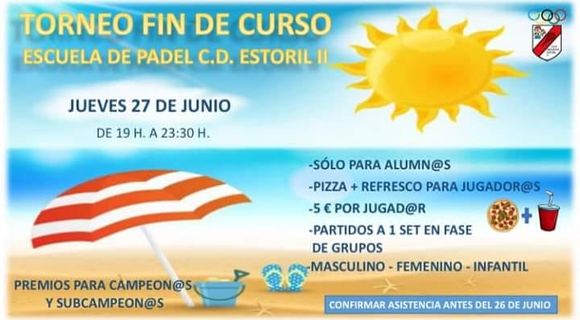 TORNEO FIN DE CURSO
ESCUELA DE PADEL C.D. ESTORIL II
JUEVES 27 DE JUNIO
DE 19 H. A 23:30 H.
-SÓLO PARA ALUMN@S
-PIZZA + REFRESCO PARA JUGADOR@S
-5 € POR JUGAD@R
-PARTIDOS A 1 SET EN FASE
DE GRUPOS
-MASCULINO - FEMENINO - INFANTIL
+
PREMIOS PARA CAMPEON@S
Y SUBCAMPEON@S
CONFIRMAR ASISTENCIA ANTES DEL 26 DE JUNIO